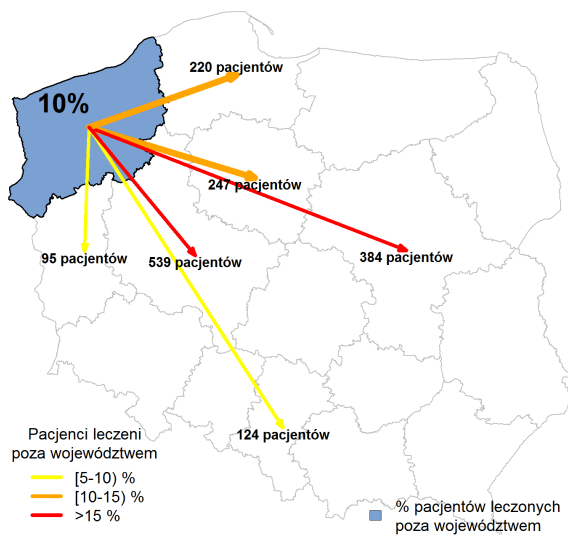 220 pacjentów
10%
247 pacjentów
95 pacjentów
539 pacjentów
384 pacjentów
124 pacjentów
Pacjenci leczeni
poza województwem
[5-10) %
[10-15) %
>15 %
% pacjentów leczonych
poza województwem